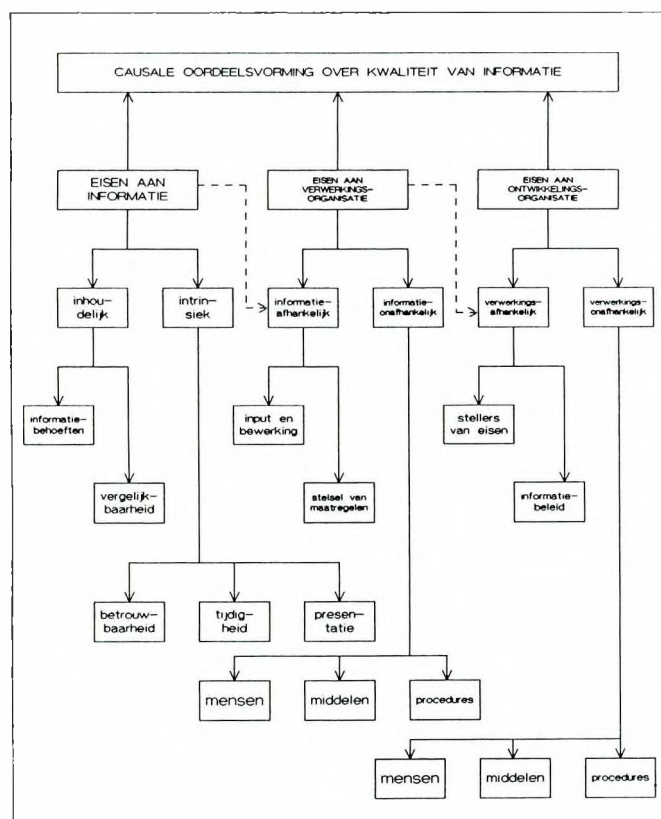 CAUSALE OORDEELSVORMING OVER KWALITEIT VAN INFORMATIE
EISEN AAN
INFORMATIE
EISEN AAN
VERWERKINGS-
ORGANISATIE
EISEN AAN
ONTWIKKELINGS-
ORGANISATIE
inhou-
delijk
intrin-
siek
informatie-
afhankelijk
informatie-
onafhankelijk
verwerkings-
afhankelijk
verwerkings-
onafhankelijk
informatie-
behoeften
input en
bewerking
stellers
van eisen
vergelijk-
baarheid
stelsel van
maatregelen
informatie-
beleid
betrouw-
baarheid
tijdig-
heid
presen-
tatie
mensen
middelen
procedures
mensen
middelen
procedures